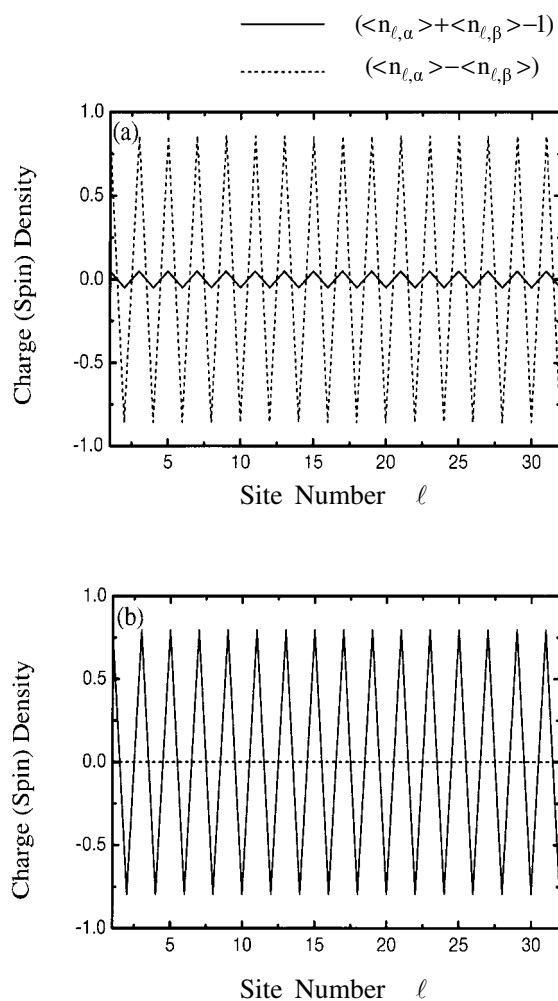 (<n_{ℓ,α}>+<n_{ℓ,β}>−1)
(<n_{ℓ,α}>−<n_{ℓ,β}>)
(a)
1.0
0.5
0.0
-0.5
-1.0
Charge (Spin) Density
5 10 15 20 25 30
Site Number ℓ
(b)
1.0
0.5
0.0
-0.5
-1.0
Charge (Spin) Density
5 10 15 20 25 30
Site Number ℓ